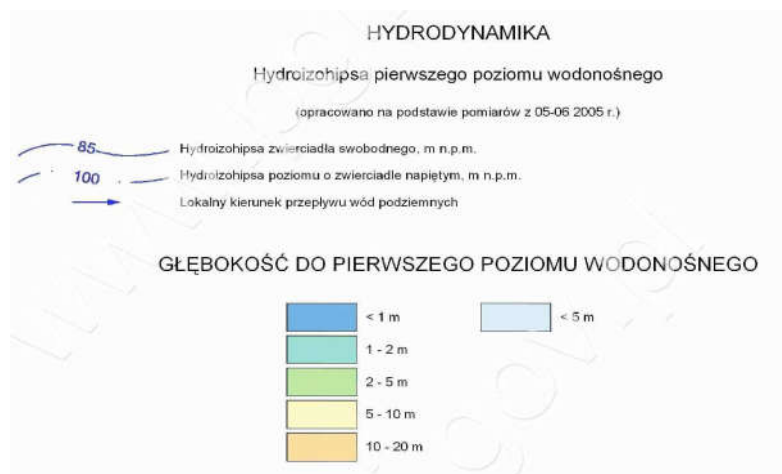 HYDRODYNAMIKA
Hydroizohipsa pierwszego poziomu wodonośnego
(opracowano na podstawie pomiarów z 05-06 2005 r.)
85 Hydroizohipsa zwierciadła swobodnego, m n.p.m.
100 Hydroizohipsa poziomu o zwierciadle napiętym, m n.p.m.
Lokalny kierunek przepływu wód podziemnych
GŁĘBOKOŚĆ DO PIERWSZEGO POZIOMU WODONOŚNEGO
< 1 m < 5 m
1 - 2 m
2 - 5 m
5 - 10 m
10 - 20 m